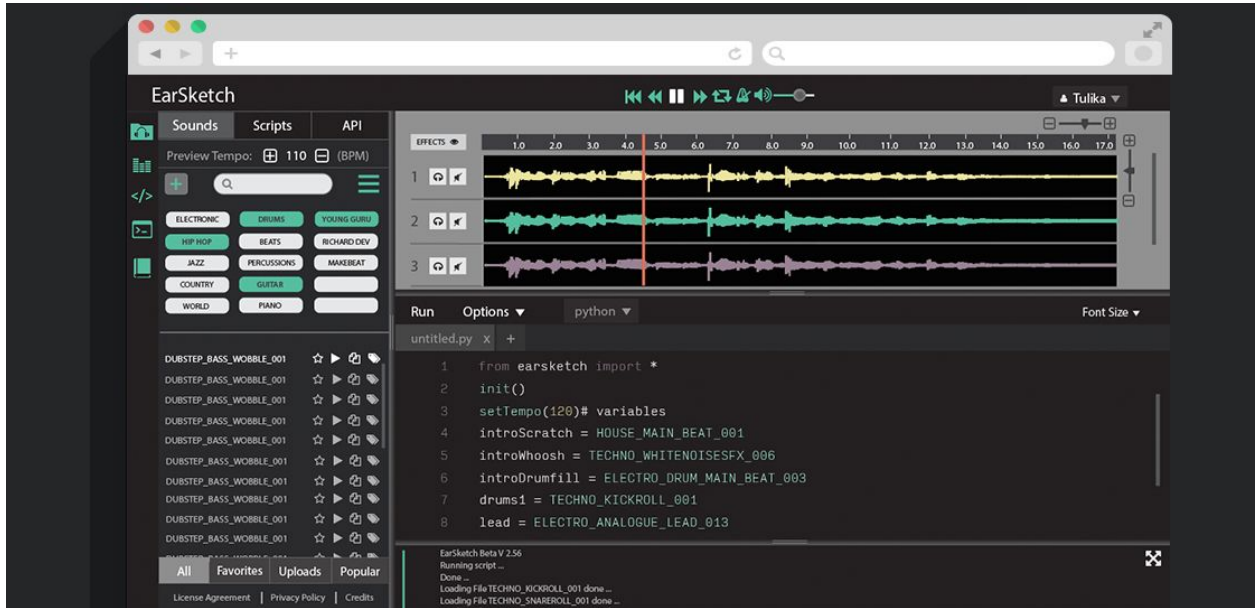 EarSketch
Tulika
Sounds Scripts API
Preview Tempo: 110 (BPM)
ELECTRONIC DRUMS YOUNG GURU
HIP HOP BEATS RICHARD DEV
JAZZ PERCUSSIONS MAKEBEAT
COUNTRY GUITAR
WORLD PIANO
DUBSTEP_BASS_WOBBLE_001
DUBSTEP_BASS_WOBBLE_001
DUBSTEP_BASS_WOBBLE_001
DUBSTEP_BASS_WOBBLE_001
DUBSTEP_BASS_WOBBLE_001
DUBSTEP_BASS_WOBBLE_001
DUBSTEP_BASS_WOBBLE_001
DUBSTEP_BASS_WOBBLE_001
DUBSTEP_BASS_WOBBLE_001
DUBSTEP_BASS_WOBBLE_001
All Favorites Uploads Popular
License Agreement | Privacy Policy | Credits
EFFECTS
1.0 2.0 3.0 4.0 5.0 6.0 7.0 8.0 9.0 10.0 11.0 12.0 13.0 14.0 15.0 16.0 17.0
1
2
3
Run Options python Font Size
untitled.py x +
1 from earsketch import *
2 init()
3 setTempo(120)# variables
4 introScratch = HOUSE_MAIN_BEAT_001
5 introWhoosh = TECHNO_WHITENOISESFX_006
6 introDrumfill = ELECTRO_DRUM_MAIN_BEAT_003
7 drums1 = TECHNO_KICKROLL_001
8 lead = ELECTRO_ANALOGUE_LEAD_013
EarSketch Beta V 2.56
Running script ...
Done ...
Loading File TECHNO_KICKROLL_001 done ...
Loading File TECHNO_SNAREROLL_001 done ...